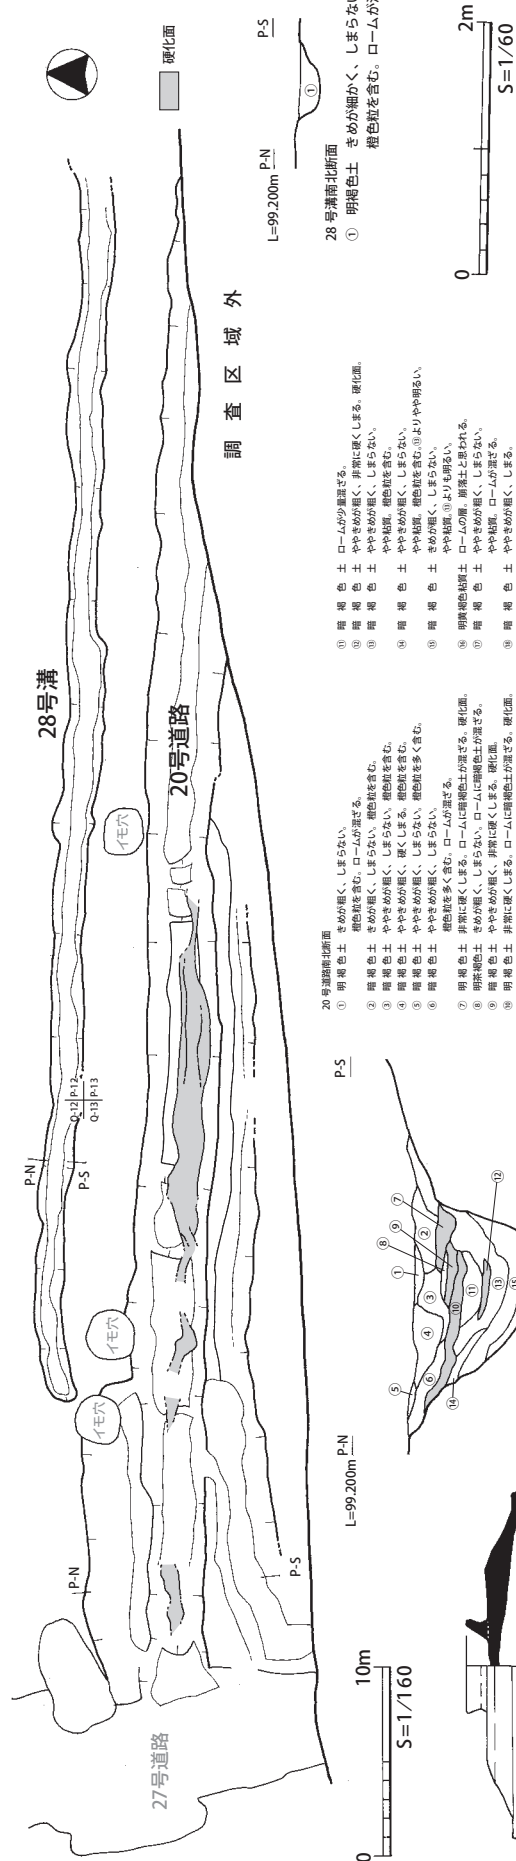 硬化面
28号溝
20号道路
27号道路
イモ穴
イモ穴
イモ穴
調査区域外
P-N
P-S
Q-12 P-12
Q-13 P-13
P-N
P-S
0 10m
S=1/160
L=99.200m P-N
P-S
①
②
③
④
⑤
⑥
⑦
⑧
⑨
⑩
⑪
⑫
⑬
⑭
20号道路南北断面
① 明褐色土 きめが粗く、しまらない。
橙色粒を含む。ロームが混ざる。
② 暗褐色土 きめが粗く、しまらない。橙色粒を含む。
③ 暗褐色土 ややきめが粗く、しまらない。橙色粒を含む。
④ 暗褐色土 ややきめが粗く、硬くしまる。橙色粒を含む。
⑤ 暗褐色土 ややきめが粗く、しまらない。橙色粒を多く含む。
⑥ 暗褐色土 ややきめが粗く、しまらない。
橙色粒を多く含む。ロームが混ざる。
⑦ 明褐色土 非常に硬くしまる。ロームに暗褐色土が混ざる。硬化面。
⑧ 明茶褐色土 きめが粗く、しまらない。ロームに暗褐色土が混ざる。
⑨ 暗褐色土 ややきめが粗く、非常に硬くしまる。硬化面。
⑩ 明褐色土 非常に硬くしまる。ロームに暗褐色土が混ざる。硬化面。
⑪ 暗褐色土 ロームが少量混ざる。
⑫ 暗褐色土 ややきめが粗く、非常に硬くしまる。硬化面。
⑬ 暗褐色土 ややきめが粗く、しまらない。
やや粘質。橙色粒を含む。
⑭ 暗褐色土 ややきめが粗く、しまらない。
やや粘質。橙色粒を含む。⑬よりやや明るい。
⑮ 暗褐色土 きめが粗く、しまらない。
やや粘質。⑬よりも明るい。
⑯ 明黄褐色粘質土 ロームの層。崩落土と思われる。
⑰ 暗褐色土 ややきめが粗く、しまらない。
やや粘質。ロームが混ざる。
⑱ 暗褐色土 ややきめが粗く、しまる。
L=99.200m P-N
P-S
①
28号溝南北断面
① 明褐色土 きめが細かく、しまらない
橙色粒を含む。ロームが
0 2m
S=1/60